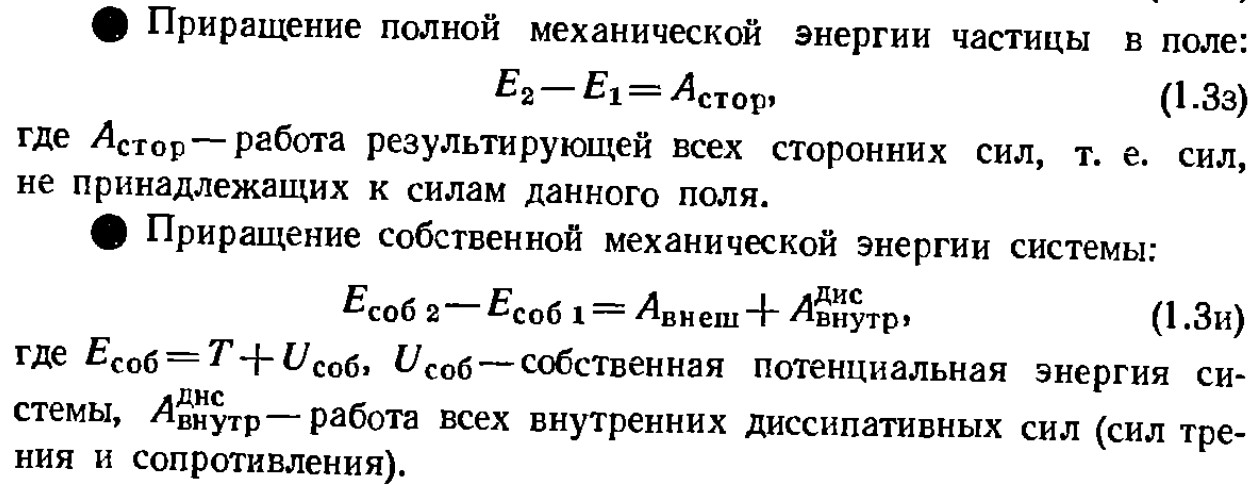 ● Приращение полной механической энергии частицы в поле:
E₂—E₁=Aстор, (1.3з)
где Aстор—работа результирующей всех сторонних сил, т. е. сил,
не принадлежащих к силам данного поля.
● Приращение собственной механической энергии системы:
Eсоб 2—Eсоб 1=Aвнеш+Aдисвнутр, (1.3и)
где Eсоб=T+Uсоб, Uсоб—собственная потенциальная энергия си-
стемы, Aднсвнутр—работа всех внутренних диссипативных сил (сил тре-
ния и сопротивления).